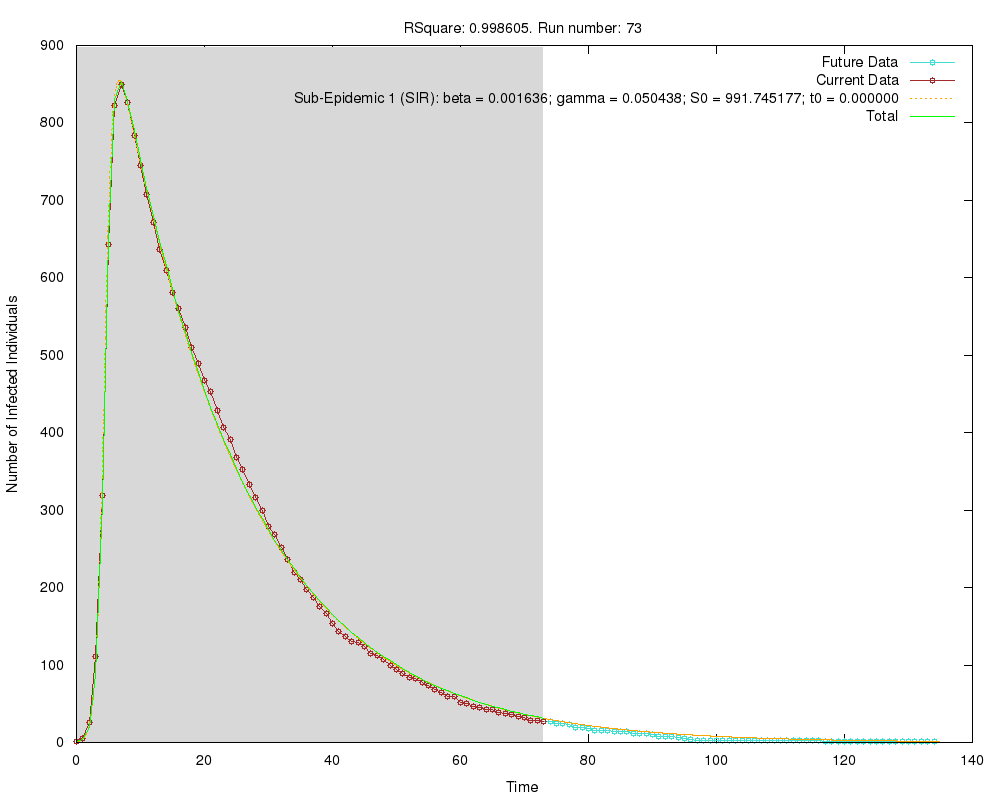 RSquare: 0.998605. Run number: 73
Future Data
Current Data
Sub-Epidemic 1 (SIR): beta = 0.001636; gamma = 0.050438; S0 = 991.745177; t0 = 0.000000
Total
Number of Infected Individuals
900
800
700
600
500
400
300
200
100
0
0 20 40 60 80 100 120 140
Time